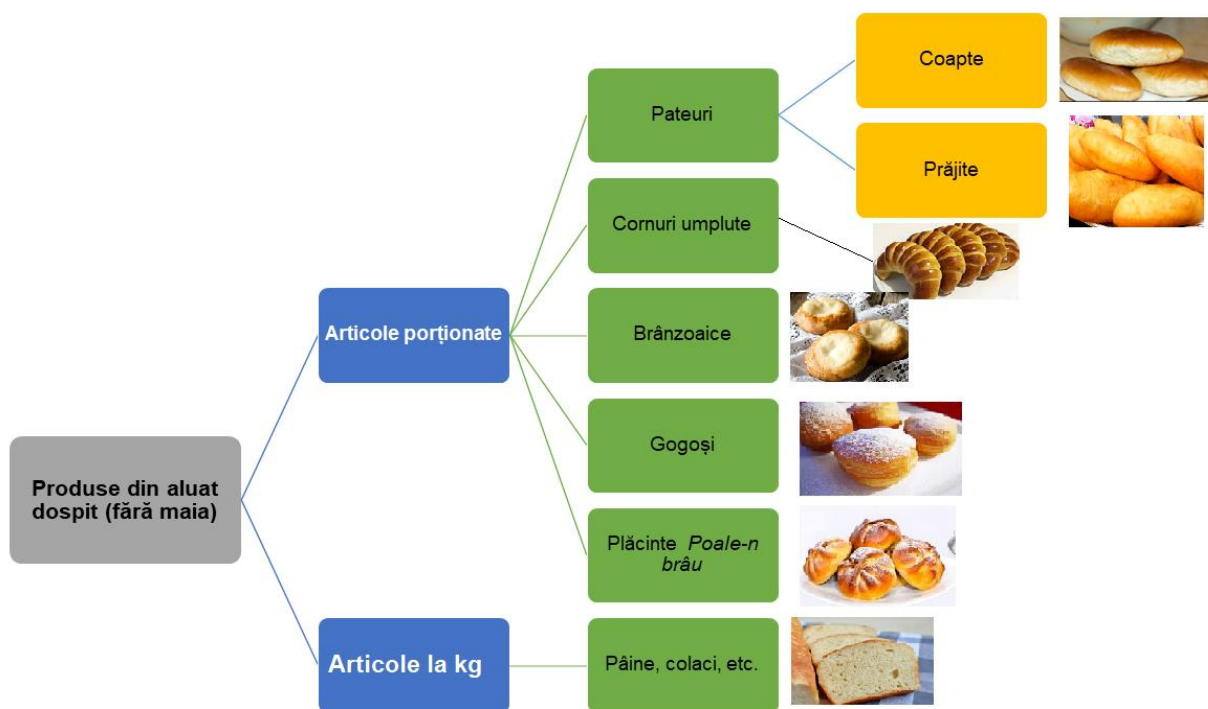 Coapte
Pateuri
Prăjite
Cornuri umplute
Articole porționate
Brânzoaice
Gogoși
Produse din aluat
dospit (fără maia)
Plăcinte Poale-n
brâu
Articole la kg
Pâine, colaci, etc.